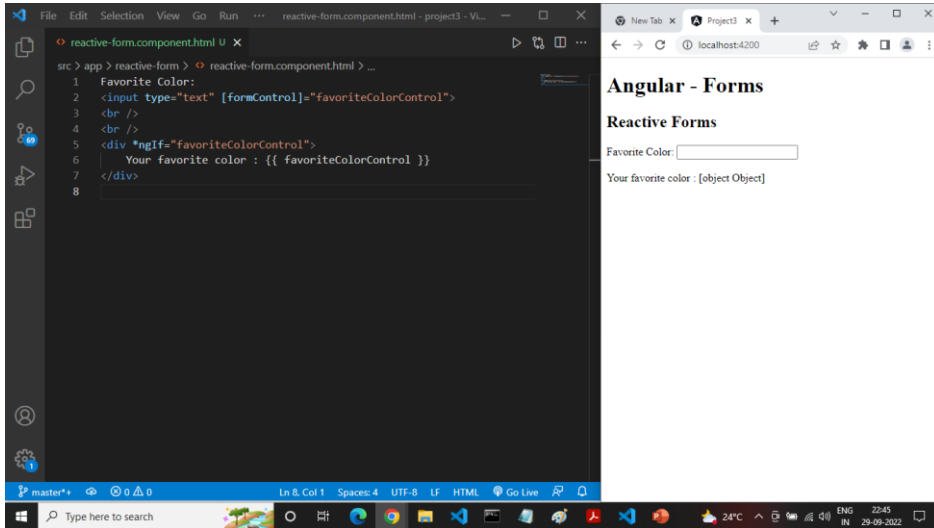 File Edit Selection View Go Run ··· reactive-form.component.html - project3 - Vi...
reactive-form.component.html U
src > app > reactive-form > reactive-form.component.html > ...
1 Favorite Color:
2 <input type="text" [formControl]="favoriteColorControl">
3 <br />
4 <br />
5 <div *ngIf="favoriteColorControl">
6 Your favorite color : {{ favoriteColorControl }}
7 </div>
8
69
1
master*+ 0 0 Ln 8, Col 1 Spaces: 4 UTF-8 LF HTML Go Live
New Tab Project3
localhost:4200
Angular - Forms
Reactive Forms
Favorite Color:
Your favorite color : [object Object]
Type here to search
24°C ENG 22:45
IN 29-09-2022